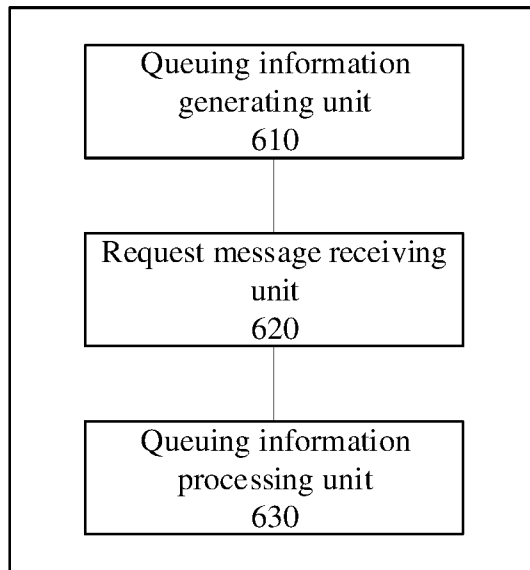 Queuing information
generating unit
610
Request message receiving
unit
620
Queuing information
processing unit
630